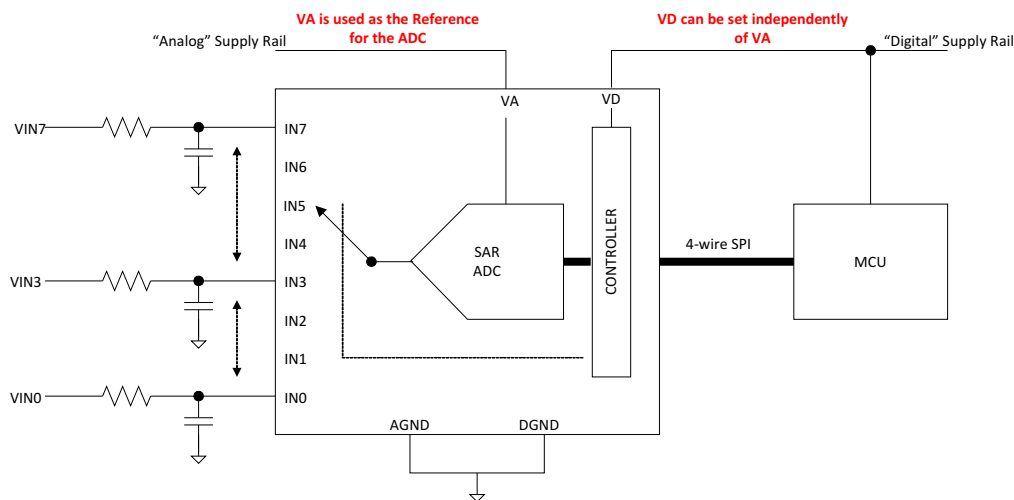 VA is used as the Reference
for the ADC
VD can be set independently
of VA
“Analog” Supply Rail
“Digital” Supply Rail
VA
VD
VIN7
IN7
IN6
IN5
IN4
VIN3
IN3
IN2
IN1
VIN0
IN0
SAR
ADC
CONTROLLER
4-wire SPI
MCU
AGND
DGND